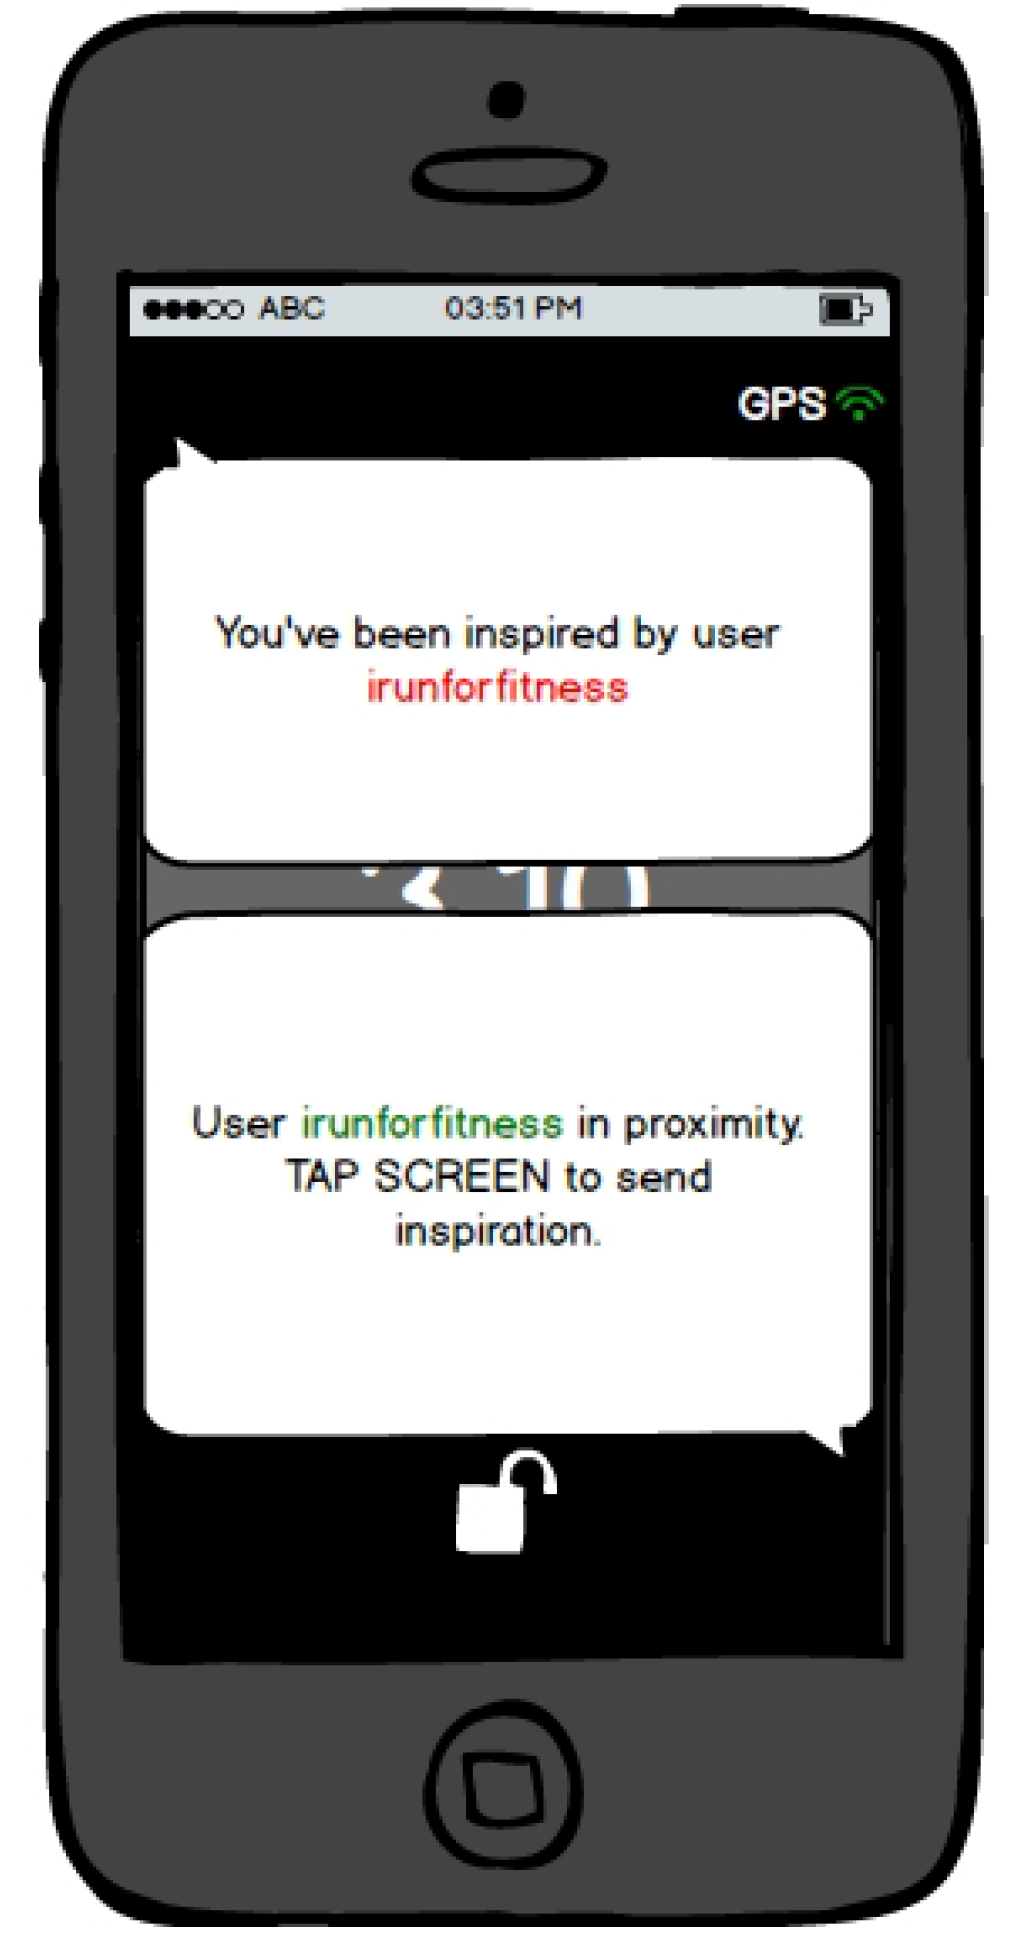 ABC 03:51 PM
GPS
You've been inspired by user
irunforfitness
User irunforfitness in proximity.
TAP SCREEN to send
inspiration.